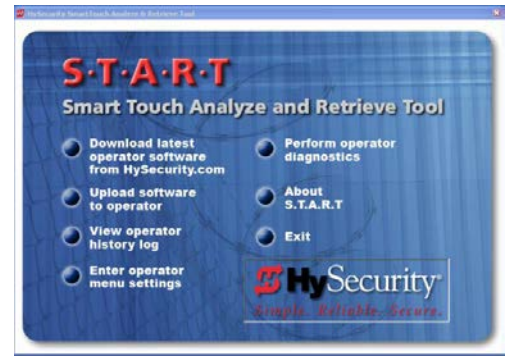 HySecurity Smart Touch Analyze & Retrieve Tool
S·T·A·R·T
Smart Touch Analyze and Retrieve Tool
Download latest
operator software
from HySecurity.com
Upload software
to operator
View operator
history log
Enter operator
menu settings
Perform operator
diagnostics
About
S.T.A.R.T
Exit
HySecurity®
Simple. Reliable. Secure.